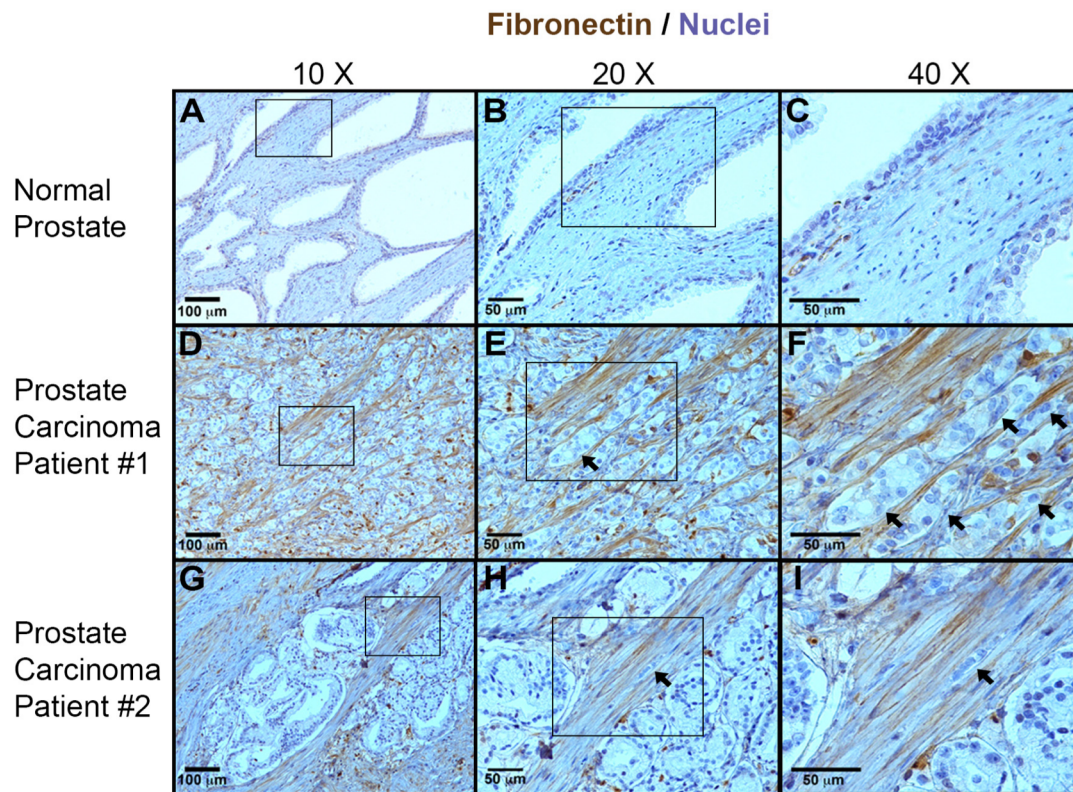 Fibronectin / Nuclei
10 X
20 X
40 X
Normal
Prostate
A
100 μm
B
50 μm
C
50 μm
Prostate
Carcinoma
Patient #1
D
100 μm
E
50 μm
F
50 μm
Prostate
Carcinoma
Patient #2
G
100 μm
H
50 μm
I
50 μm